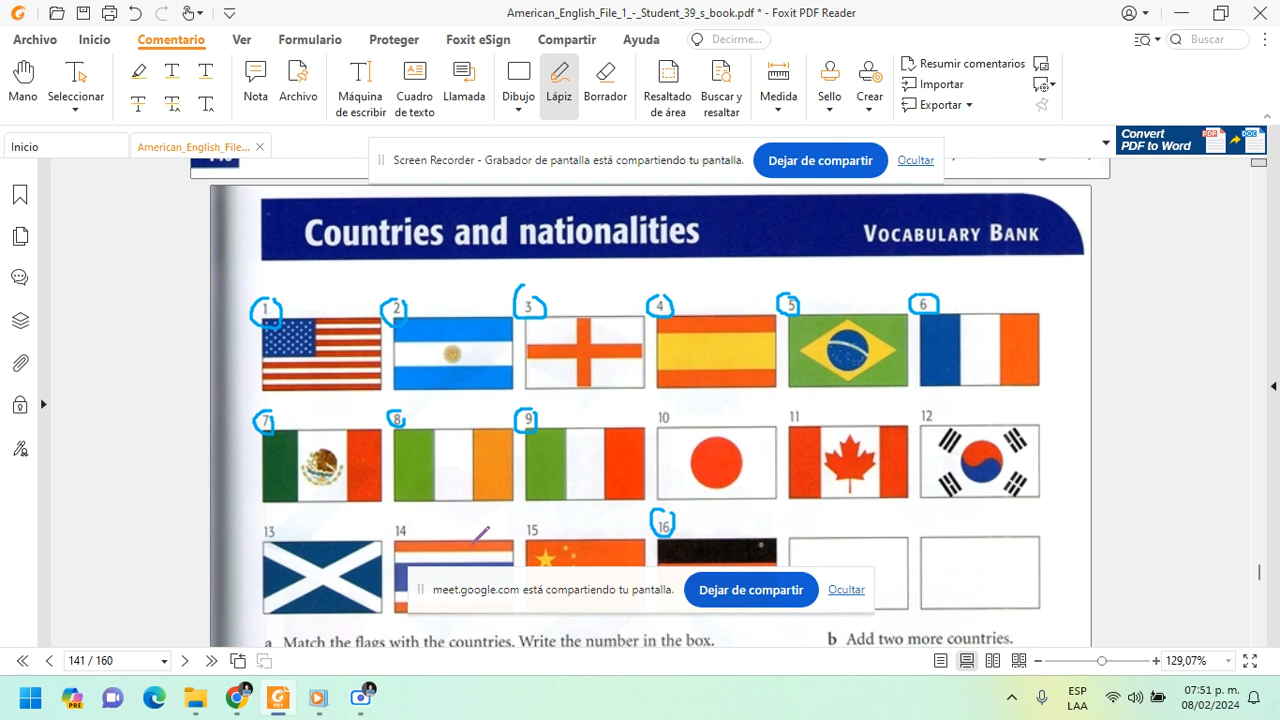 American_English_File_1_-_Student_39_s_book.pdf * - Foxit PDF Reader
Archivo Inicio Comentario Ver Formulario Proteger Foxit eSign Compartir Ayuda Decirme... Buscar
Mano Seleccionar Nota Archivo Máquina de escribir Cuadro de texto Llamada Dibujo Lápiz Borrador Resaltado de área Buscar y resaltar Medida Sello Crear
Resumir comentarios
Importar
Exportar
Inicio American_English_File...
Convert PDF to Word PDF DOC
Screen Recorder - Grabador de pantalla está compartiendo tu pantalla. Dejar de compartir Ocultar
Countries and nationalities VOCABULARY BANK
1 2 3 4 5 6
7 8 9 10 11 12
13 14 15 16
meet.google.com está compartiendo tu pantalla. Dejar de compartir Ocultar
a Match the flags with the countries. Write the number in the box. b Add two more countries.
141 / 160 129,07%
PRE ESP LAA 07:51 p. m. 08/02/2024